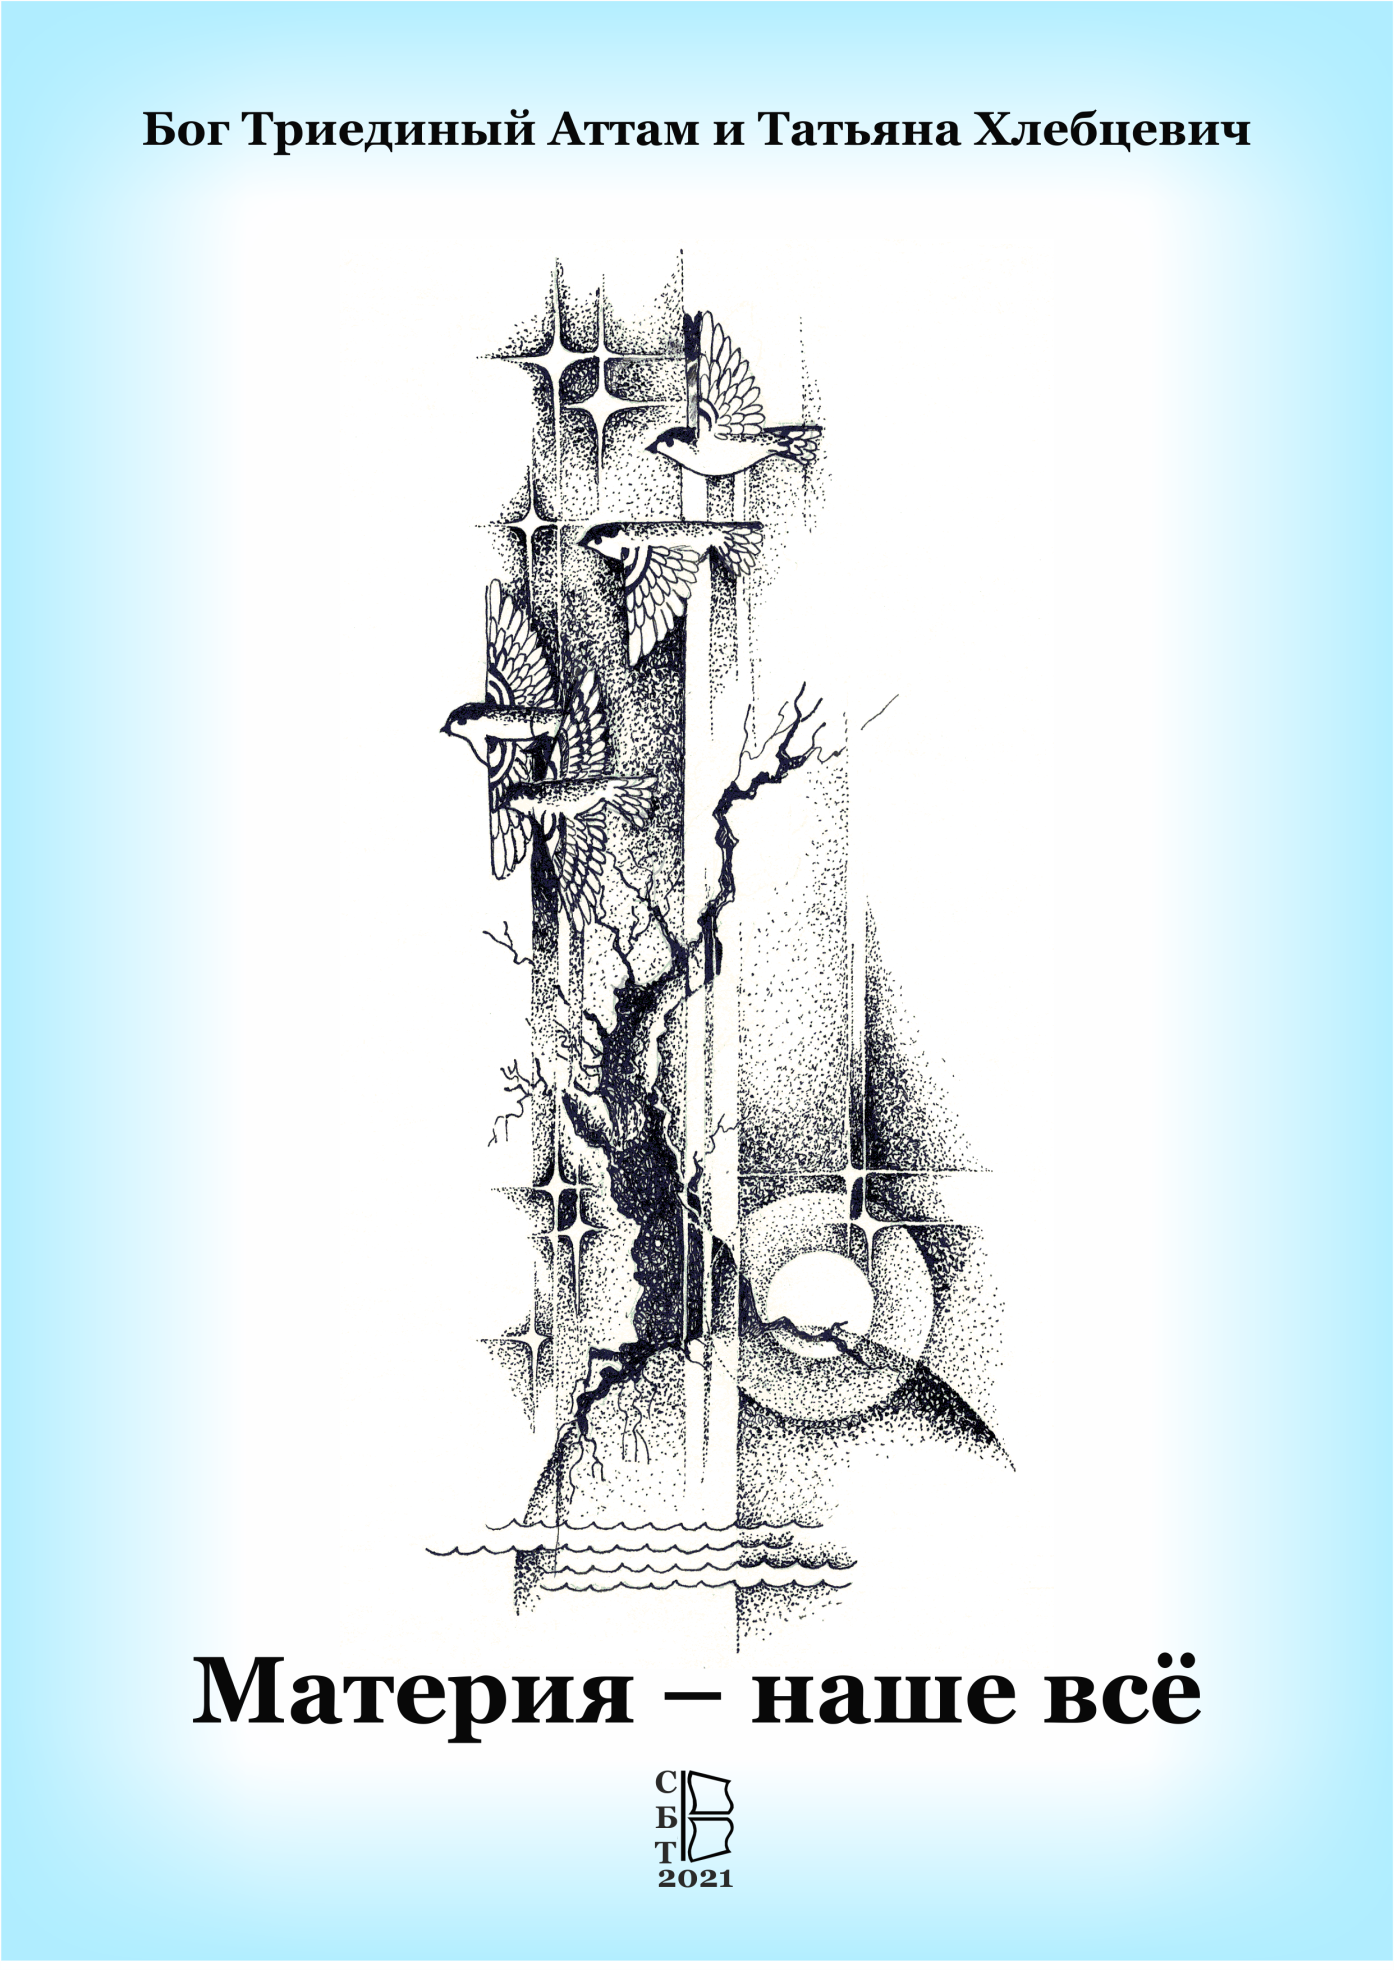 Бог Триединый Аттам и Татьяна Хлебцевич
Материя – наше всё
С
Б
Т
2021